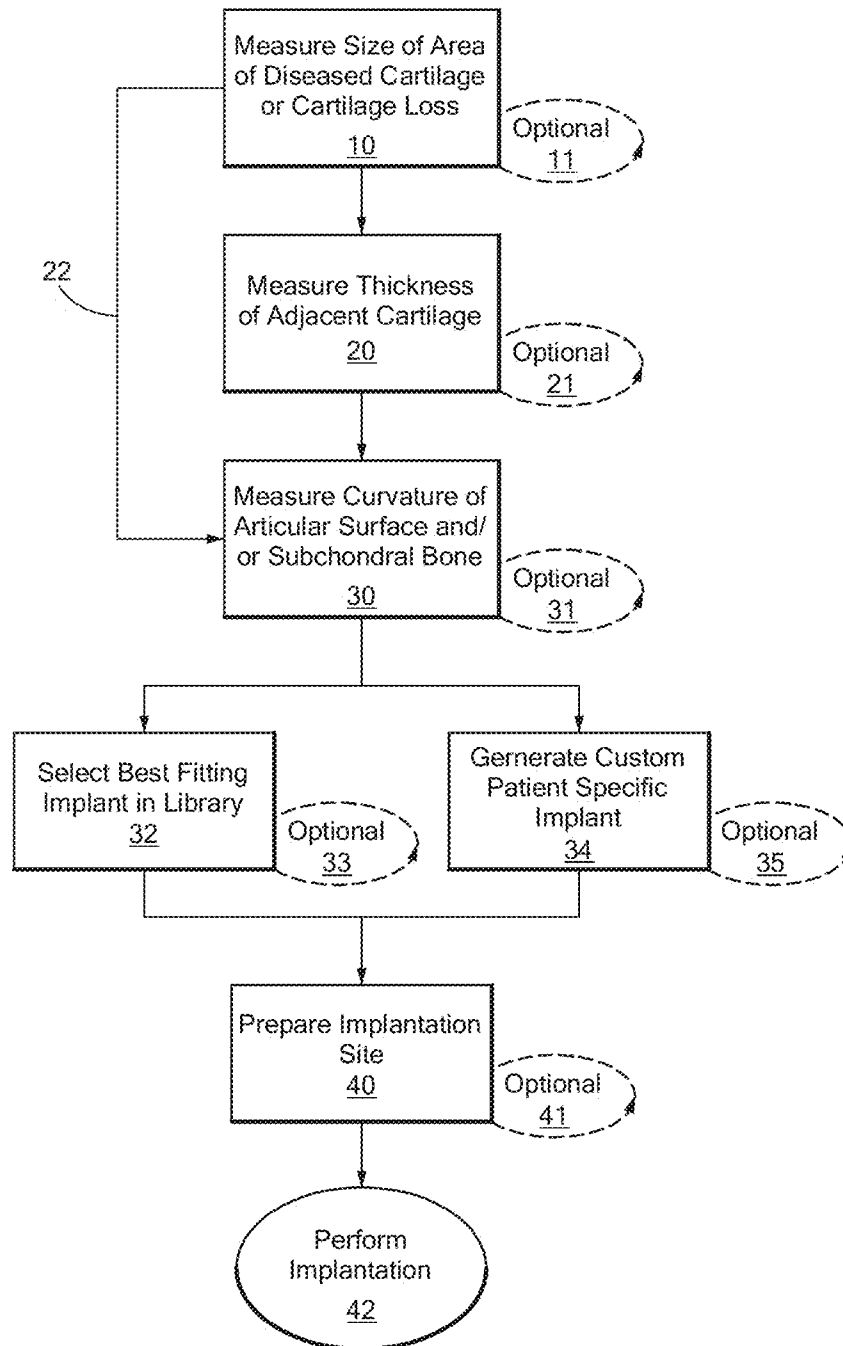 Measure Size of Area
of Diseased Cartilage
or Cartilage Loss
10
Optional
11
22
Measure Thickness
of Adjacent Cartilage
20
Optional
21
Measure Curvature of
Articular Surface and/
or Subchondral Bone
30
Optional
31
Select Best Fitting
Implant in Library
32
Optional
33
Gernerate Custom
Patient Specific
Implant
34
Optional
35
Prepare Implantation
Site
40
Optional
41
Perform
Implantation
42